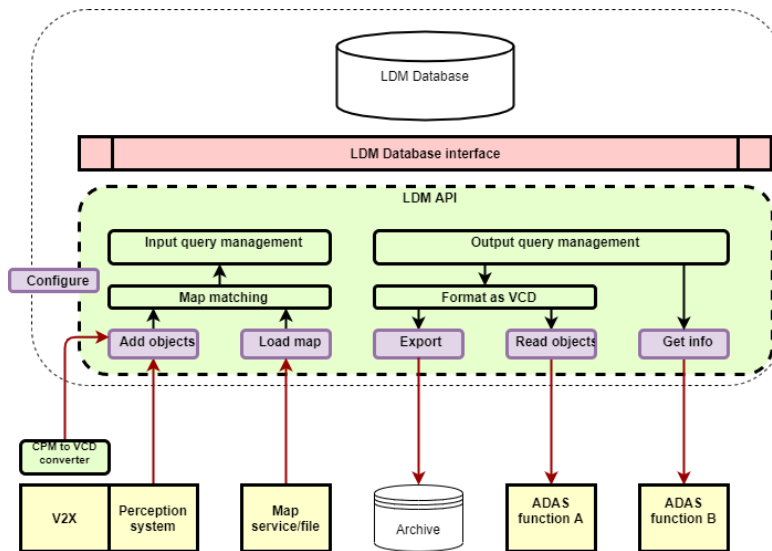 LDM Database
LDM Database interface
LDM API
Input query management
Output query management
Configure
Map matching
Format as VCD
Add objects
Load map
Export
Read objects
Get info
CPM to VCD
converter
V2X
Perception
system
Map
service/file
Archive
ADAS
function A
ADAS
function B